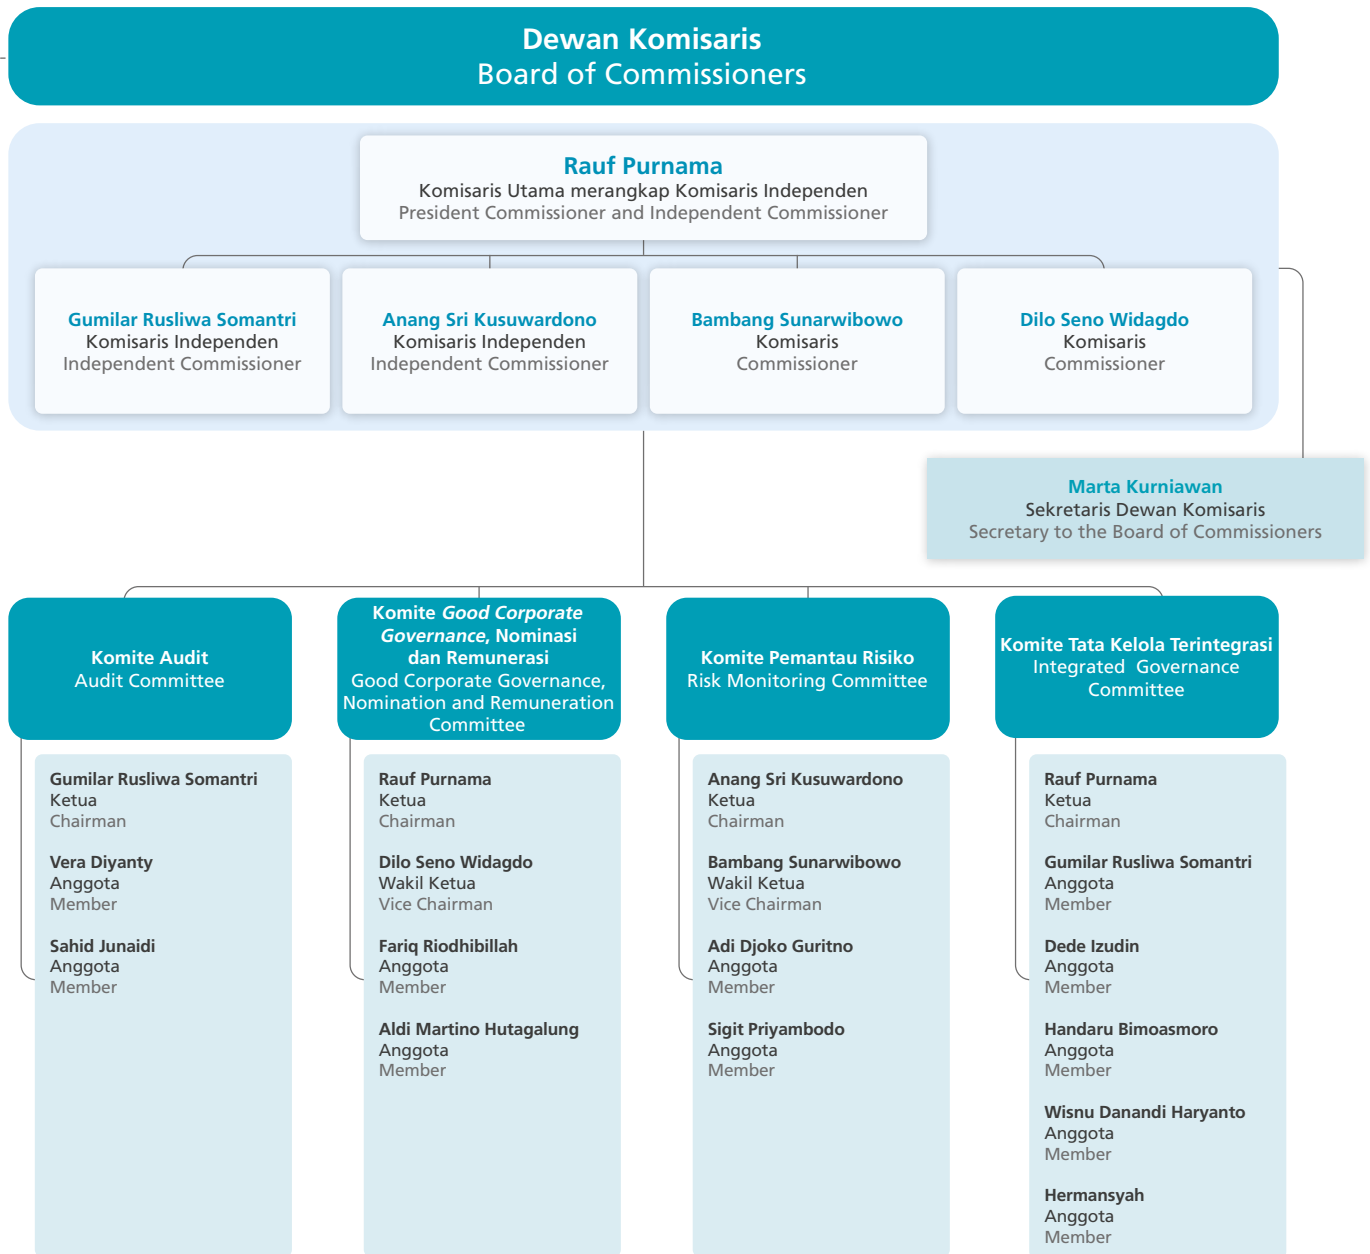 Dewan Komisaris
Board of Commissioners
Rauf Purnama
Komisaris Utama merangkap Komisaris Independen
President Commissioner and Independent Commissioner
Gumilar Rusliwa Somantri
Komisaris Independen
Independent Commissioner
Anang Sri Kusuwardono
Komisaris Independen
Independent Commissioner
Bambang Sunarwibowo
Komisaris
Commissioner
Dilo Seno Widagdo
Komisaris
Commissioner
Marta Kurniawan
Sekretaris Dewan Komisaris
Secretary to the Board of Commissioners
Komite Audit
Audit Committee
Komite Good Corporate
Governance, Nominasi
dan Remunerasi
Good Corporate Governance,
Nomination and Remuneration
Committee
Komite Pemantau Risiko
Risk Monitoring Committee
Komite Tata Kelola Terintegrasi
Integrated Governance
Committee
Gumilar Rusliwa Somantri
Ketua
Chairman
Vera Diyanty
Anggota
Member
Sahid Junaidi
Anggota
Member
Rauf Purnama
Ketua
Chairman
Dilo Seno Widagdo
Wakil Ketua
Vice Chairman
Fariq Riodhibillah
Anggota
Member
Aldi Martino Hutagalung
Anggota
Member
Anang Sri Kusuwardono
Ketua
Chairman
Bambang Sunarwibowo
Wakil Ketua
Vice Chairman
Adi Djoko Guritno
Anggota
Member
Sigit Priyambodo
Anggota
Member
Rauf Purnama
Ketua
Chairman
Gumilar Rusliwa Somantri
Anggota
Member
Dede Izudin
Anggota
Member
Handaru Bimoasmoro
Anggota
Member
Wisnu Danandi Haryanto
Anggota
Member
Hermansyah
Anggota
Member